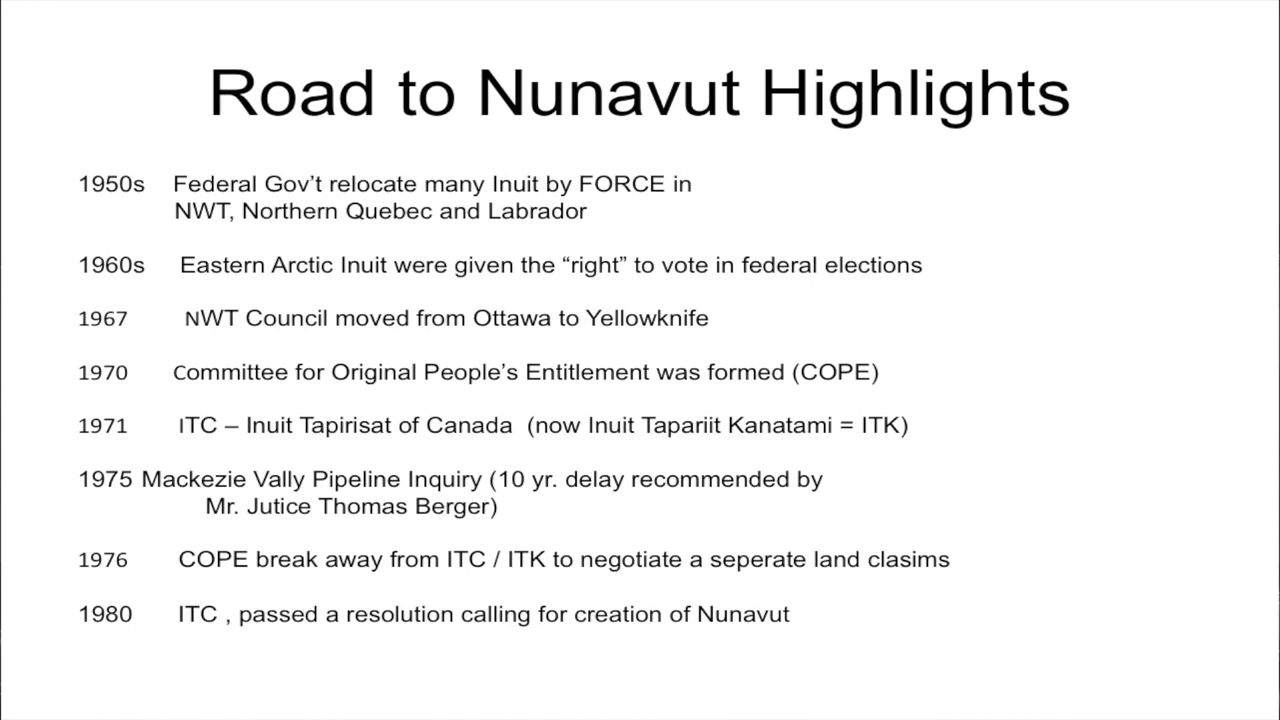 Road to Nunavut Highlights
1950s Federal Gov’t relocate many Inuit by FORCE in
NWT, Northern Quebec and Labrador
1960s Eastern Arctic Inuit were given the “right” to vote in federal elections
1967 NWT Council moved from Ottawa to Yellowknife
1970 Committee for Original People’s Entitlement was formed (COPE)
1971 ITC – Inuit Tapirisat of Canada (now Inuit Tapariit Kanatami = ITK)
1975 Mackezie Vally Pipeline Inquiry (10 yr. delay recommended by
Mr. Jutice Thomas Berger)
1976 COPE break away from ITC / ITK to negotiate a seperate land clasims
1980 ITC , passed a resolution calling for creation of Nunavut